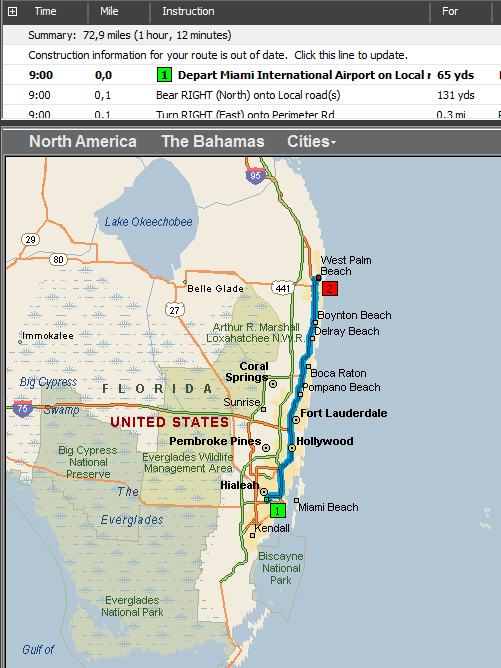 Time Mile Instruction For
Summary: 72,9 miles (1 hour, 12 minutes)
Construction information for your route is out of date. Click this line to update.
9:00 0,0 1 Depart Miami International Airport on Local r 65 yds
9:00 0,1 Bear RIGHT (North) onto Local road(s) 131 yds
9:00 0,1 Turn RIGHT (East) onto Perimeter Rd 0,3 mi
North America The Bahamas Cities
95
Lake Okeechobee
29
80
West Palm
Beach
Belle Glade
441
2
27
Boynton Beach
Arthur R. Marshall
Loxahatchee N.W.R.
Delray Beach
Immokalee
Coral
Springs
Boca Raton
Big Cypress
Swamp
FLORIDA
Pompano Beach
75
Sunrise
Fort Lauderdale
UNITED STATES
Pembroke Pines
Hollywood
Big Cypress
National
Preserve
Everglades Wildlife
Management Area
Hialeah
The
Everglades
1
Miami Beach
Kendall
Biscayne
National
Park
Everglades
National Park
Gulf of